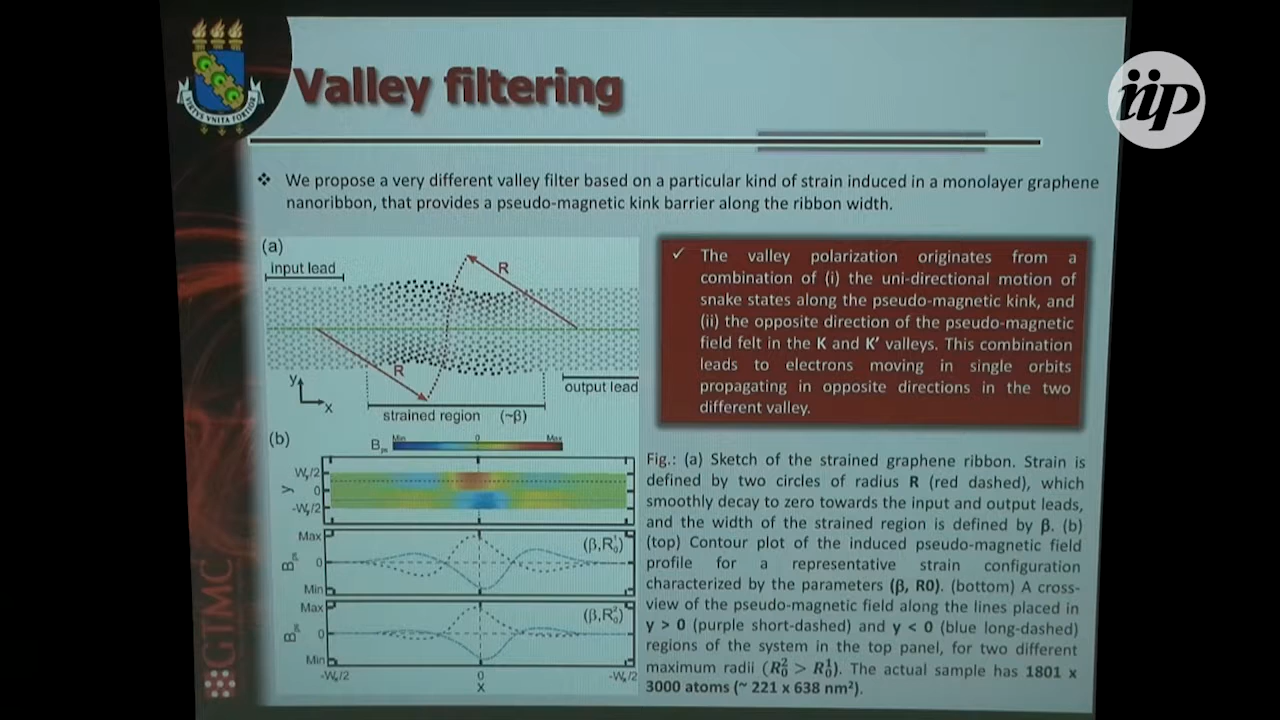 Valley filtering
iip
VIRTVS VNITA FORTIOR
❖ We propose a very different valley filter based on a particular kind of strain induced in a monolayer graphene
nanoribbon, that provides a pseudo-magnetic kink barrier along the ribbon width.
(a)
input lead
R
R
y
x
output lead
strained region (~β)
✓ The valley polarization originates from a
combination of (i) the uni-directional motion of
snake states along the pseudo-magnetic kink, and
(ii) the opposite direction of the pseudo-magnetic
field felt in the K and K' valleys. This combination
leads to electrons moving in single orbits
propagating in opposite directions in the two
different valley.
(b)
Bps
Min 0 Max
W/2
y 0
-W/2
Max
Bps 0
Min
(β,R₀¹)
Max
Bps 0
Min
(β,R₀²)
-W/2 0 -W/2
x
Fig.: (a) Sketch of the strained graphene ribbon. Strain is
defined by two circles of radius R (red dashed), which
smoothly decay to zero towards the input and output leads,
and the width of the strained region is defined by β. (b)
(top) Contour plot of the induced pseudo-magnetic field
profile for a representative strain configuration
characterized by the parameters (β, R0). (bottom) A cross-
view of the pseudo-magnetic field along the lines placed in
y > 0 (purple short-dashed) and y < 0 (blue long-dashed)
regions of the system in the top panel, for two different
maximum radii (R₀² > R₀¹). The actual sample has 1801 x
3000 atoms (~ 221 x 638 nm²).
GTMC